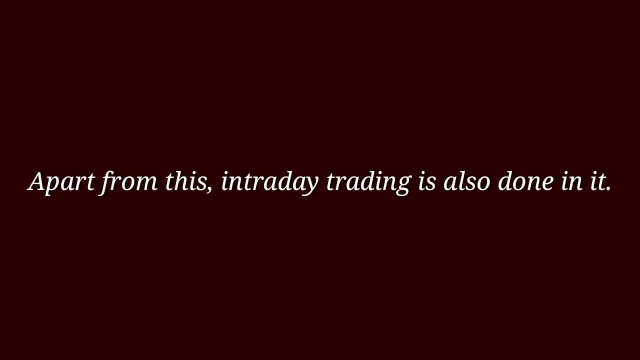 Apart from this, intraday trading is also done in it.